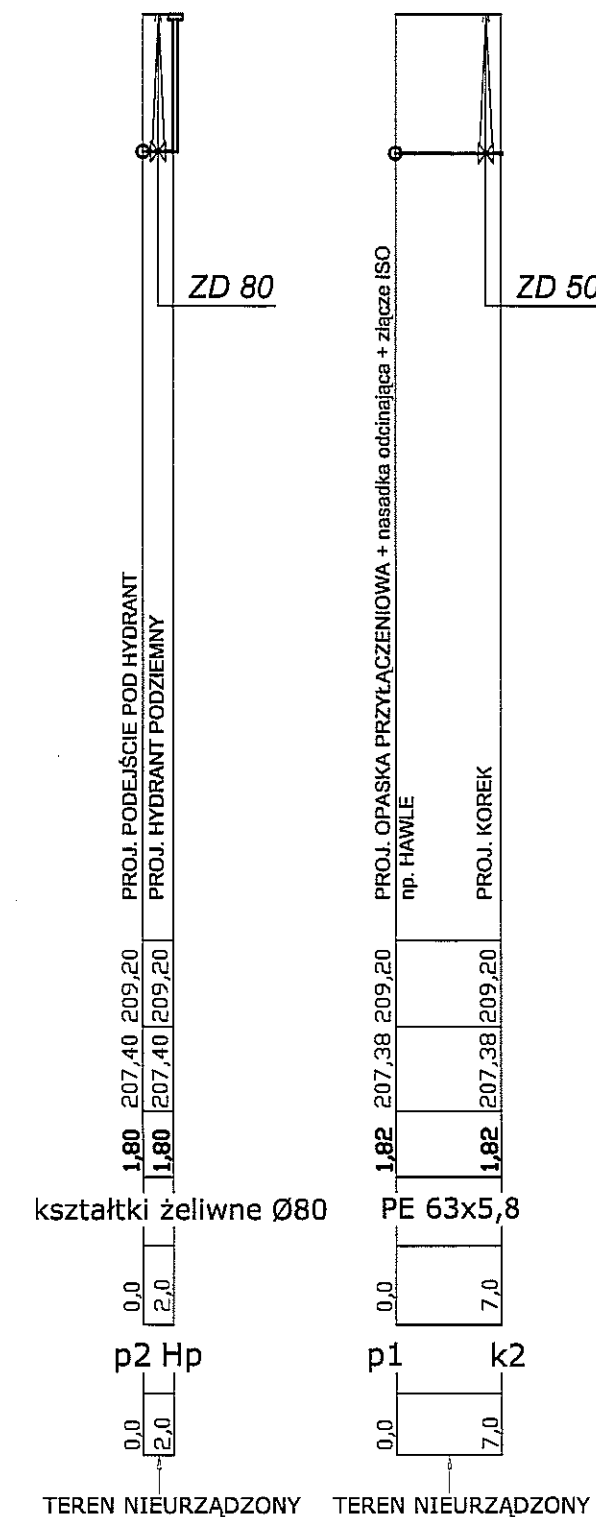 ZD 80
ZD 50
PROJ. PODEJŚCIE POD HYDRANT
PROJ. HYDRANT PODZIEMNY
PROJ. OPASKA PRZYŁĄCZENIOWA + nasadka odcinająca + złącze ISO
np. HAWLE
PROJ. KOREK
209,20 209,20 209,20 209,20
207,40 207,40 207,38 207,38
1,80 1,80 1,82 1,82
kształtki żeliwne Ø80 PE 63x5,8
0,0 2,0 0,0 7,0
p2 Hp p1 k2
0,0 2,0 0,0 7,0
TEREN NIEURZĄDZONY TEREN NIEURZĄDZONY